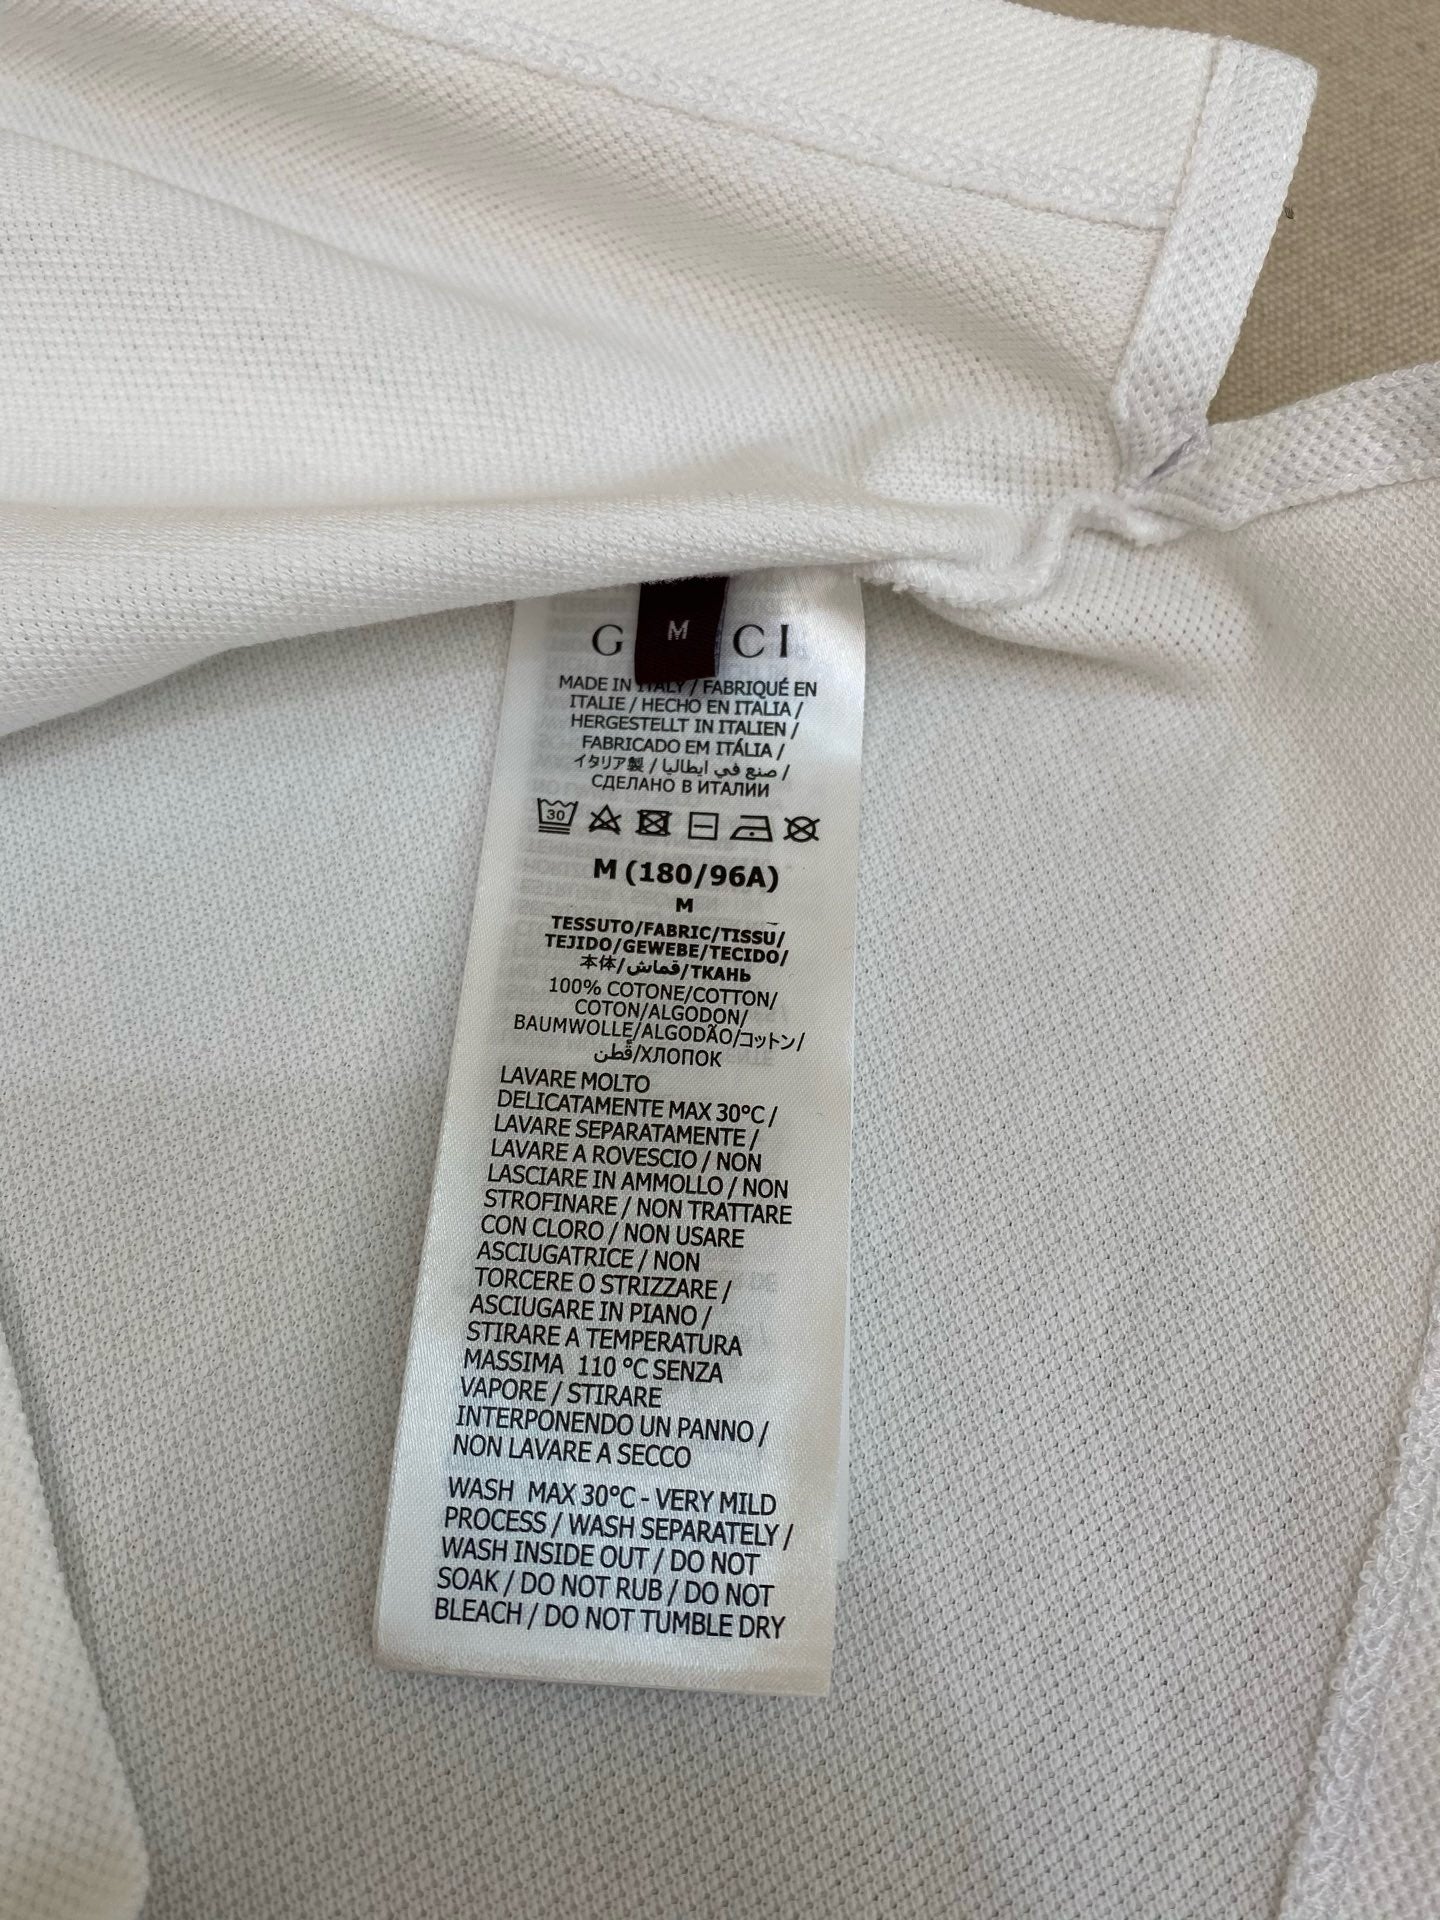 G M CI
MADE IN ITALY / FABRIQUÉ EN
ITALIE / HECHO EN ITALIA /
HERGESTELLT IN ITALIEN /
FABRICADO EM ITÁLIA /
イタリア製 / صنع في ايطاليا /
СДЕЛАНО В ИТАЛИИ
30
M (180/96A)
M
TESSUTO/FABRIC/TISSU/
TEJIDO/GEWEBE/TECIDO/
本体/قماش/ТКАНЬ
100% COTONE/COTTON/
COTON/ALGODON/
BAUMWOLLE/ALGODÃO/コットン/
قطن/ХЛОПОК
LAVARE MOLTO
DELICATAMENTE MAX 30°C /
LAVARE SEPARATAMENTE /
LAVARE A ROVESCIO / NON
LASCIARE IN AMMOLLO / NON
STROFINARE / NON TRATTARE
CON CLORO / NON USARE
ASCIUGATRICE / NON
TORCERE O STRIZZARE /
ASCIUGARE IN PIANO /
STIRARE A TEMPERATURA
MASSIMA 110 °C SENZA
VAPORE / STIRARE
INTERPONENDO UN PANNO /
NON LAVARE A SECCO
WASH MAX 30°C - VERY MILD
PROCESS / WASH SEPARATELY /
WASH INSIDE OUT / DO NOT
SOAK / DO NOT RUB / DO NOT
BLEACH / DO NOT TUMBLE DRY